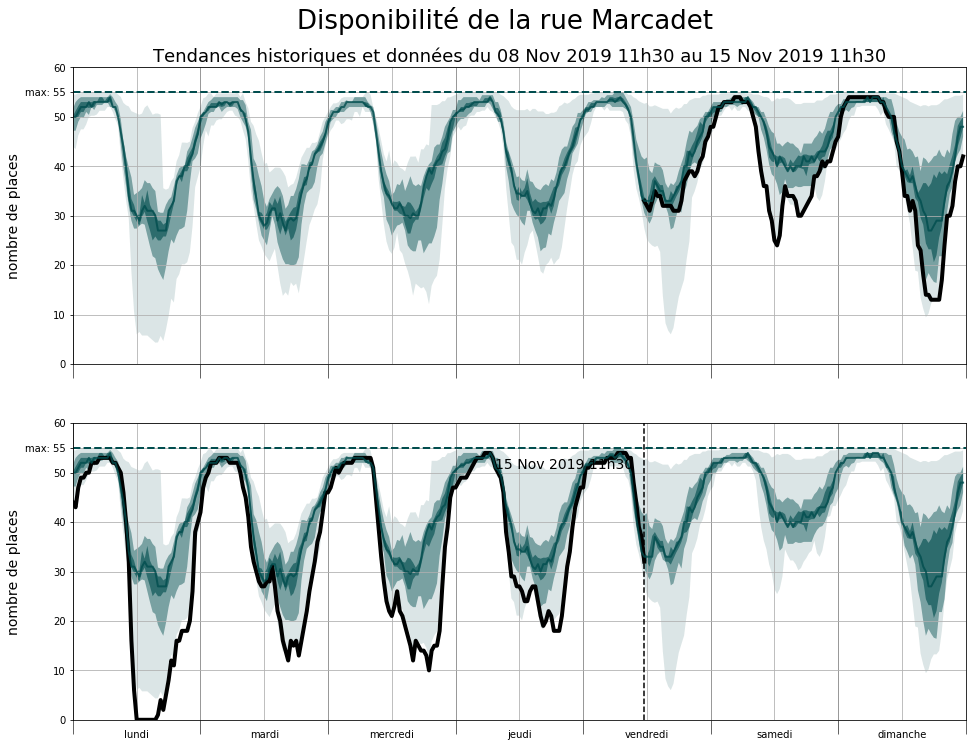 Disponibilité de la rue Marcadet
Tendances historiques et données du 08 Nov 2019 11h30 au 15 Nov 2019 11h30
60
max: 55
50
40
30
20
10
0
nombre de places
60
max: 55
50
40
30
20
10
0
nombre de places
15 Nov 2019 11h30
lundi mardi mercredi jeudi vendredi samedi dimanche